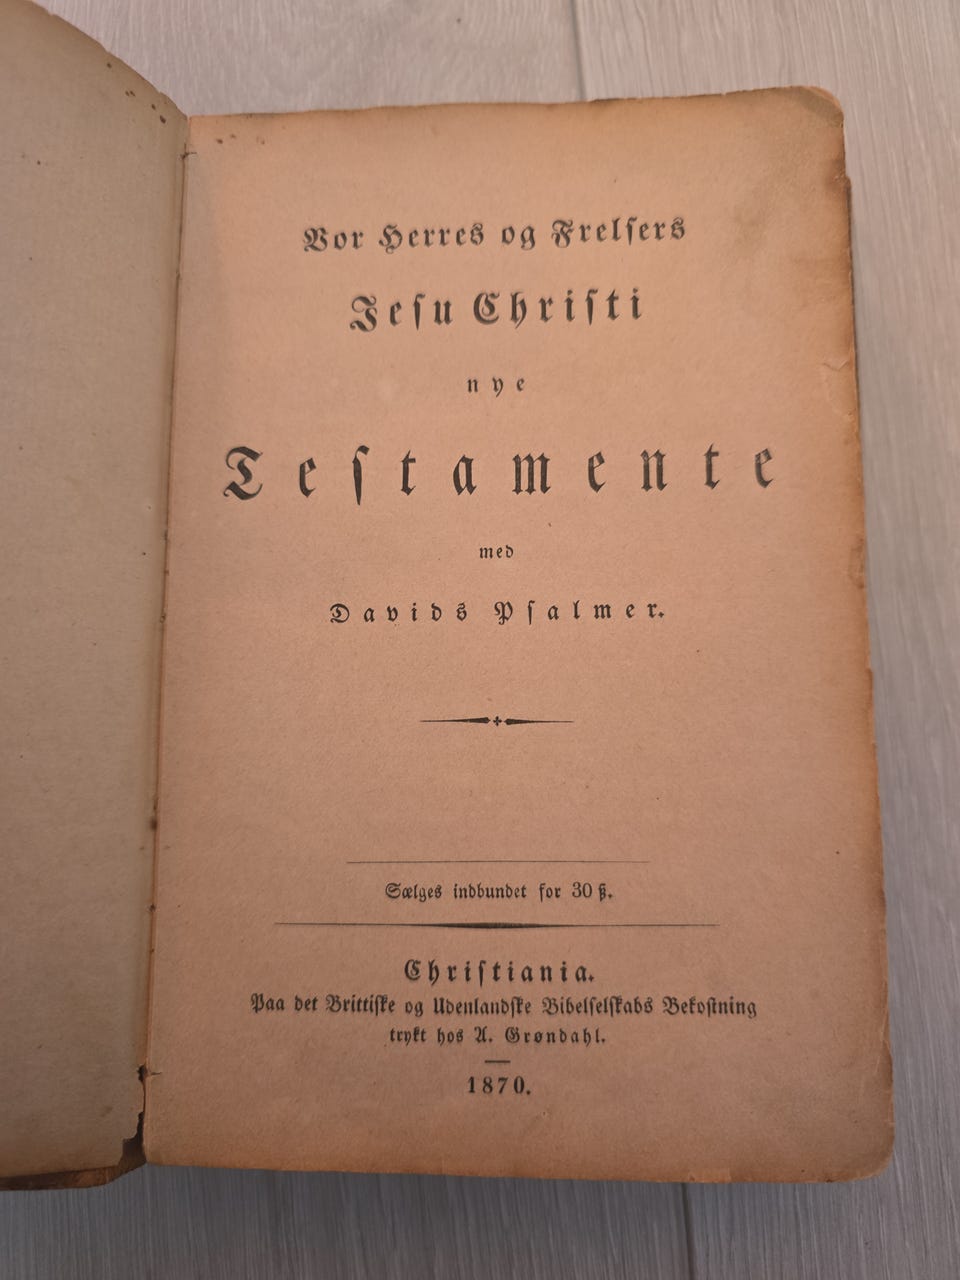 Vor Herres og Frelsers
Jesu Christi
nye
Testamente
med
Davids Psalmer.
Sælges indbundet for 30 ß.
Christiania.
Paa det Brittiske og Udenlandske Bibelselskabs Bekostning
trykt hos A. Grøndahl.
1870.